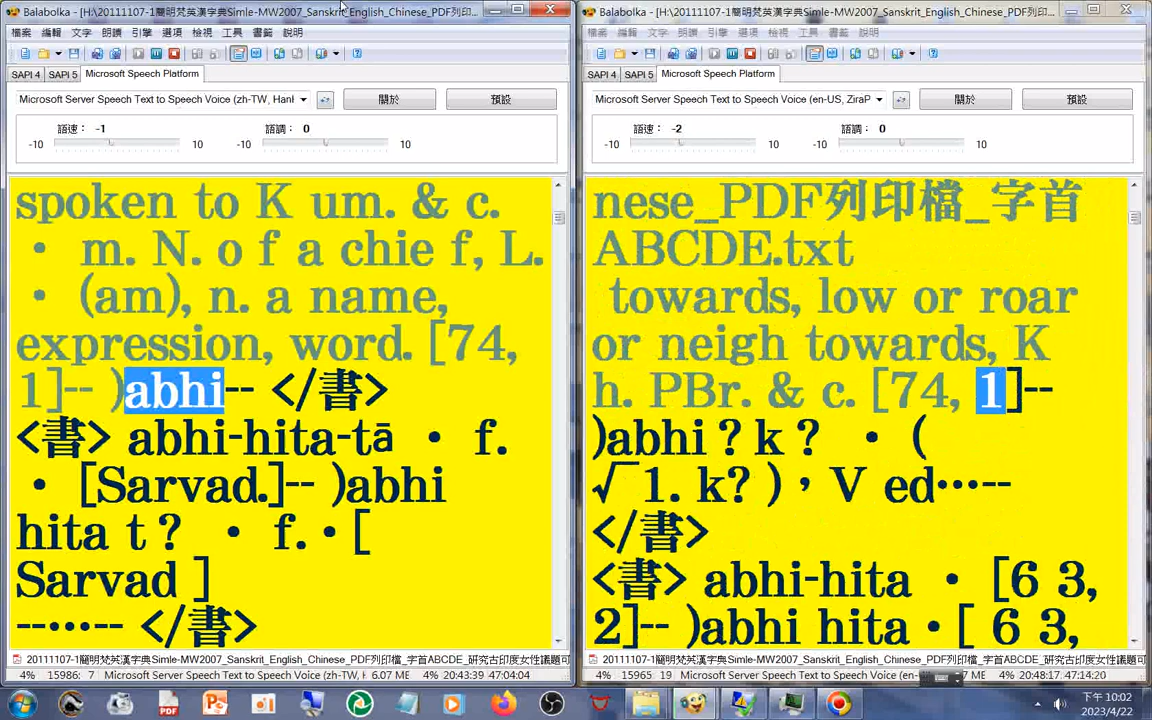 Balabolka - [H:\20111107-1簡明梵英漢字典Simle-MW2007_Sanskrit_English_Chinese_PDF列印...
檔案 編輯 文字 朗讀 引擎 選項 檢視 工具 書籤 說明
SAPI 4 SAPI 5 Microsoft Speech Platform
Microsoft Server Speech Text to Speech Voice (zh-TW, Hanl 關於 預設
語速： -1 語調： 0
-10 10 -10 10
spoken to K um. & c.
• m. N. o f a chie f, L.
• (am), n. a name,
expression, word. [74,
1]-- )abhi-- </書>
<書> abhi-hita-tā • f.
• [Sarvad.]-- )abhi
hita t？ • f.•[
Sarvad ]
--…-- </書>
20111107-1簡明梵英漢字典Simle-MW2007_Sanskrit_English_Chinese_PDF列印檔_字首ABCDE_研究古印度女性議題可
4% 15986: 7 Microsoft Server Speech Text to Speech Voice (zh-TW, H 6.07 ME 4% 20:43:39 47:04:04
Balabolka - [H:\20111107-1簡明梵英漢字典Simle-MW2007_Sanskrit_English_Chinese_PDF列印...
檔案 編輯 文字 朗讀 引擎 選項 檢視 工具 書籤 說明
SAPI 4 SAPI 5 Microsoft Speech Platform
Microsoft Server Speech Text to Speech Voice (en-US, ZiraP 關於 預設
語速： -2 語調： 0
-10 10 -10 10
nese_PDF列印檔_字首
ABCDE.txt
towards, low or roar
or neigh towards, K
h. PBr. & c. [74, 1]--
)abhi？k？ • (
√1. k?)，V ed…--
</書>
<書> abhi-hita • [6 3,
2]-- )abhi hita•[ 6 3,
20111107-1簡明梵英漢字典Simle-MW2007_Sanskrit_English_Chinese_PDF列印檔_字首ABCDE_研究古印度女性議題可
4% 15965 19 Microsoft Server Speech Text to Speech Voice (en- ME 4% 20:48:17 47:14:20
下午 10:02
2023/4/22